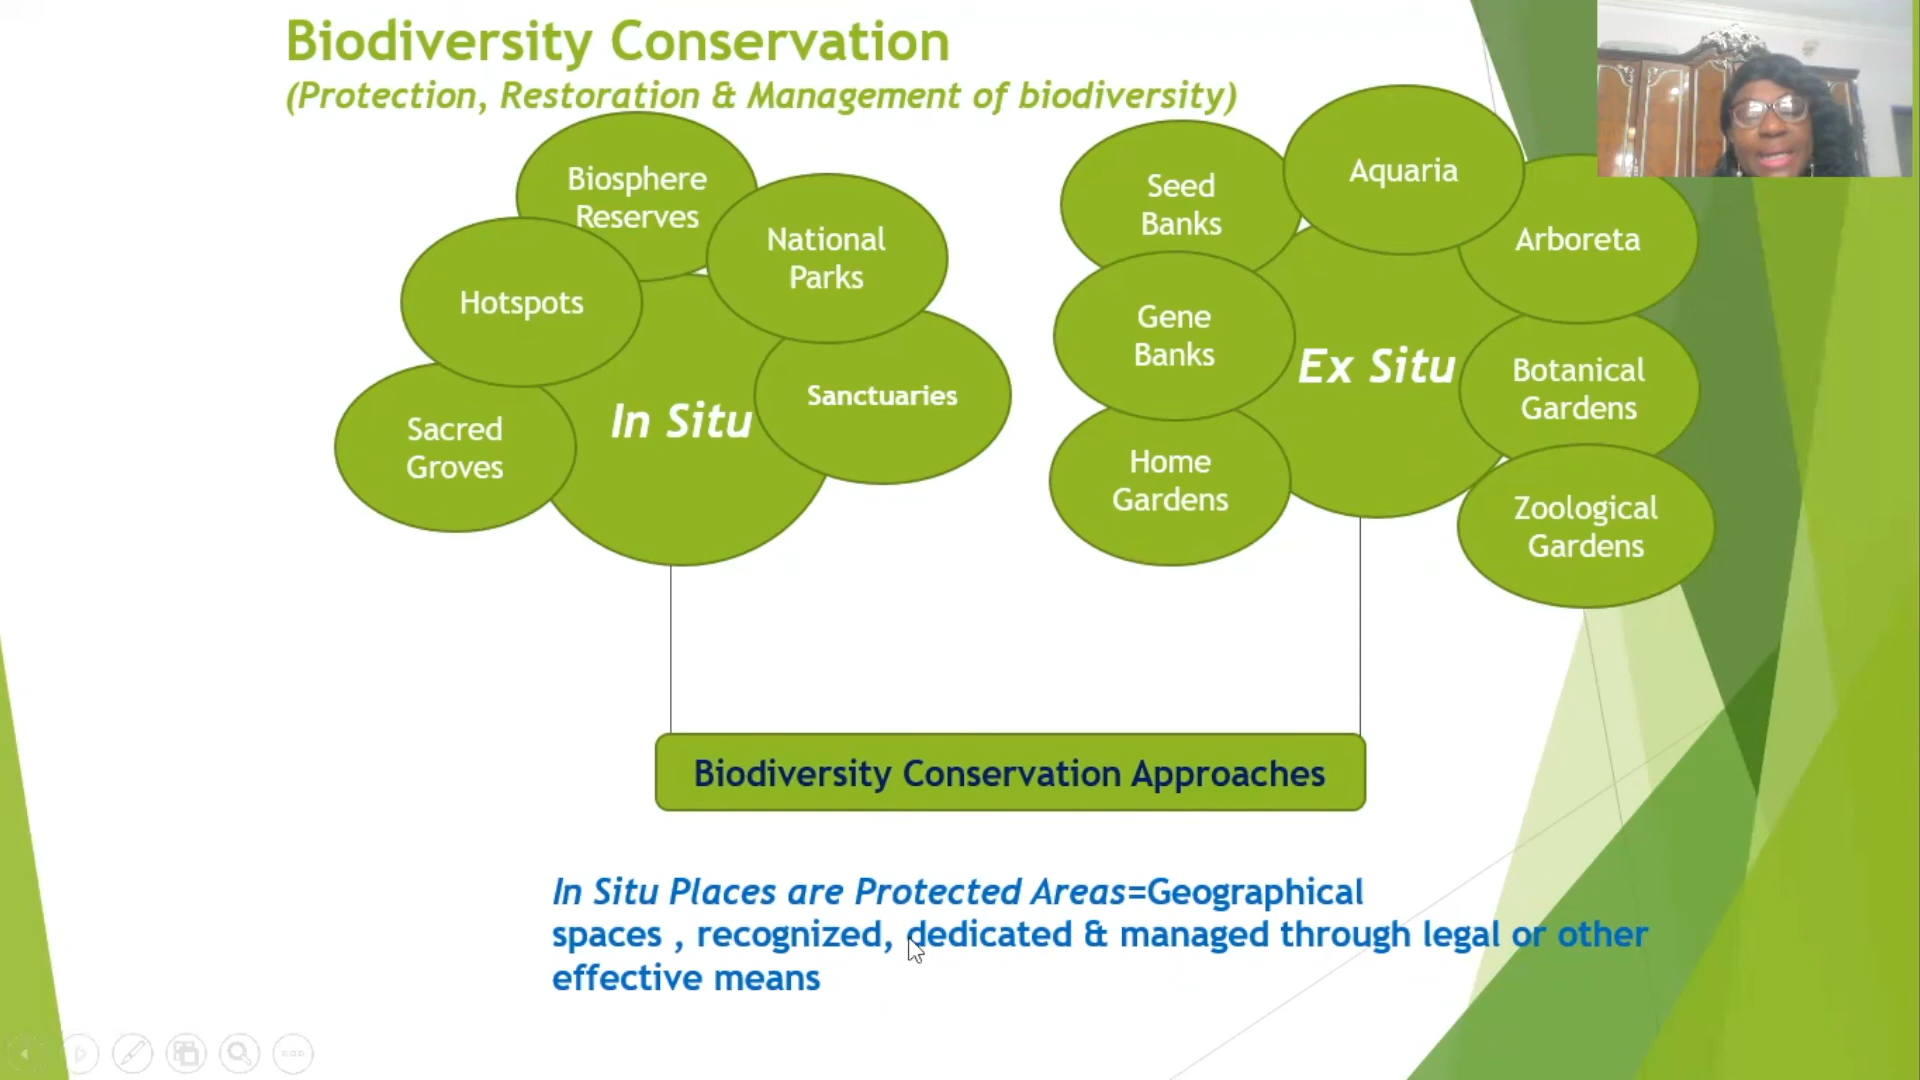 Biodiversity Conservation
(Protection, Restoration & Management of biodiversity)
Biosphere
Reserves
National
Parks
Hotspots
Sanctuaries
Sacred
Groves
In Situ
Seed
Banks
Aquaria
Arboreta
Gene
Banks
Ex Situ
Botanical
Gardens
Home
Gardens
Zoological
Gardens
Biodiversity Conservation Approaches
In Situ Places are Protected Areas=Geographical
spaces , recognized, dedicated & managed through legal or other
effective means